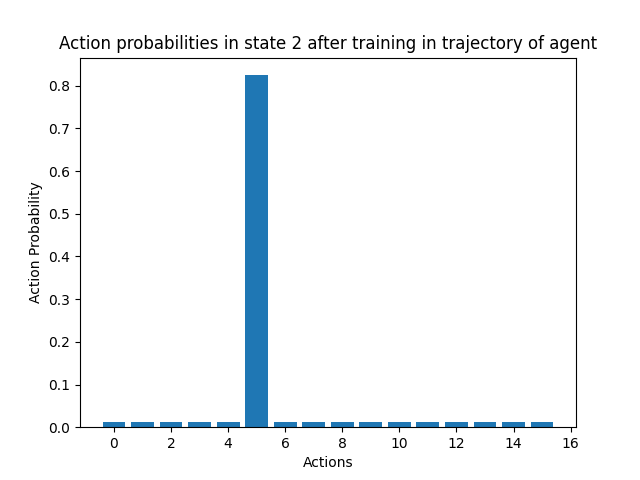 Action probabilities in state 2 after training in trajectory of agent
0.8
0.7
0.6
0.5
0.4
0.3
0.2
0.1
0.0
Action Probability
0 2 4 6 8 10 12 14 16
Actions